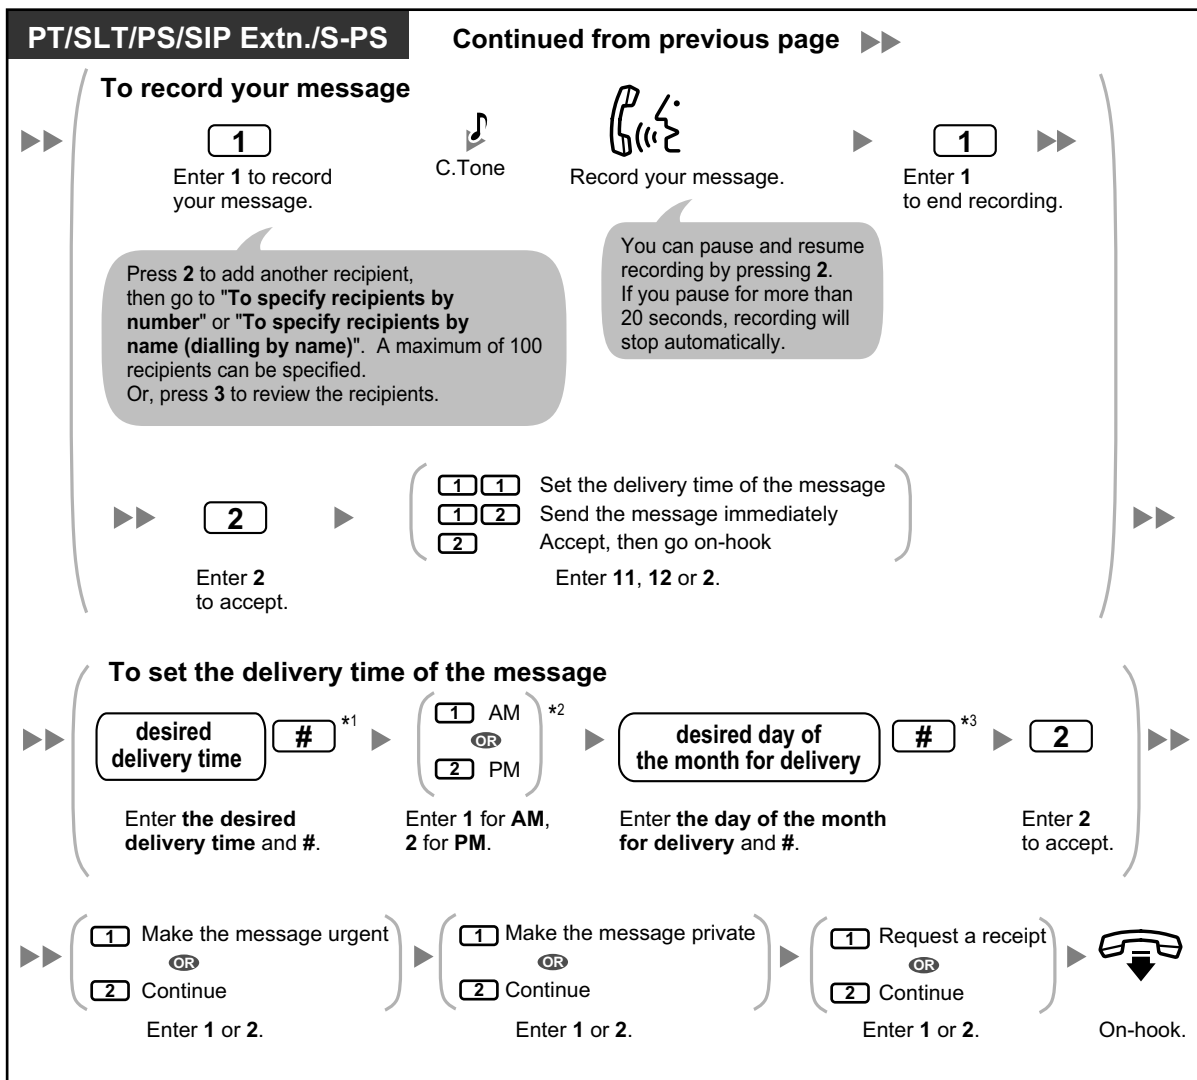 PT/SLT/PS/SIP Extn./S-PS
Continued from previous page
To record your message
1
Enter 1 to record
your message.
C.Tone
Record your message.
1
Enter 1
to end recording.
Press 2 to add another recipient,
then go to "To specify recipients by
number" or "To specify recipients by
name (dialling by name)". A maximum of 100
recipients can be specified.
Or, press 3 to review the recipients.
You can pause and resume
recording by pressing 2.
If you pause for more than
20 seconds, recording will
stop automatically.
2
Enter 2
to accept.
1 1 Set the delivery time of the message
1 2 Send the message immediately
2 Accept, then go on-hook
Enter 11, 12 or 2.
To set the delivery time of the message
desired
delivery time
# *1
Enter the desired
delivery time and #.
1 AM *2
OR
2 PM
Enter 1 for AM,
2 for PM.
desired day of
the month for delivery
# *3
Enter the day of the month
for delivery and #.
2
Enter 2
to accept.
1 Make the message urgent
OR
2 Continue
Enter 1 or 2.
1 Make the message private
OR
2 Continue
Enter 1 or 2.
1 Request a receipt
OR
2 Continue
Enter 1 or 2.
On-hook.